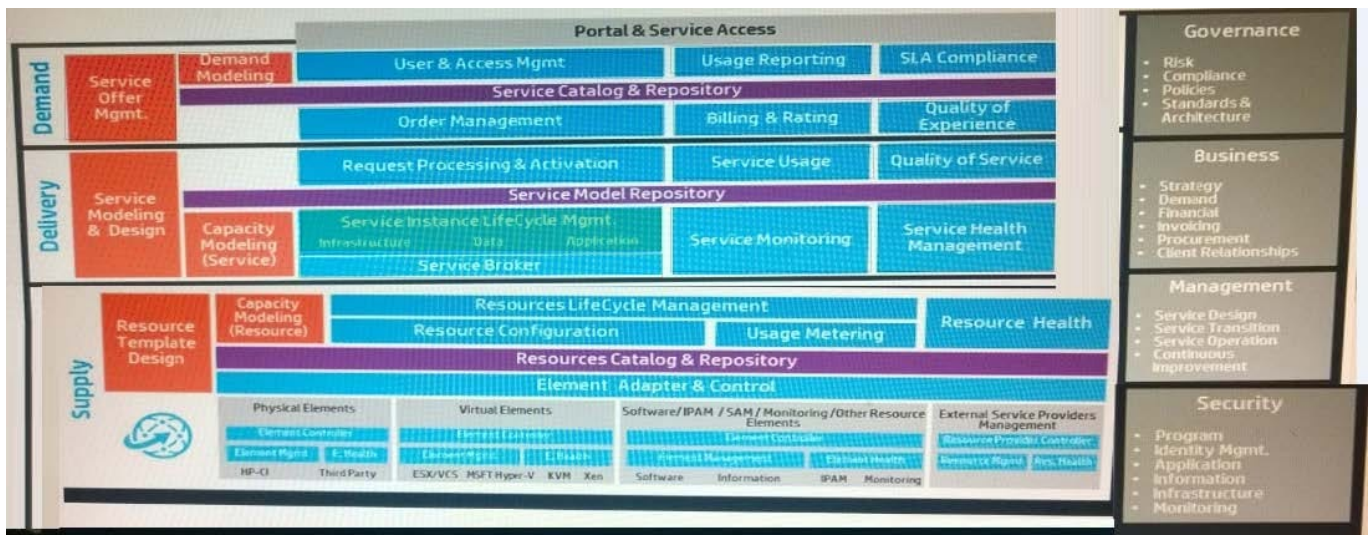 Portal & Service Access
Demand
Service
Offer
Mgmt.
Demand
Modeling
User & Access Mgmt
Usage Reporting
SLA Compliance
Service Catalog & Repository
Order Management
Billing & Rating
Quality of
Experience
Delivery
Service
Modeling
& Design
Request Processing & Activation
Service Usage
Quality of Service
Service Model Repository
Capacity
Modeling
(Service)
Service Instance LifeCycle Mgmt.
Infrastructure Data Application
Service Broker
Service Monitoring
Service Health
Management
Supply
Resource
Template
Design
Capacity
Modeling
(Resource)
Resources LifeCycle Management
Resource Configuration
Usage Metering
Resource Health
Resources Catalog & Repository
Element Adapter & Control
Physical Elements
Element Controller
Element Mgmd E. Health
HP-CI Third Party
Virtual Elements
Element Controller
Element Mgmt. E. Health
ESX/VCS MSFT Hyper-V KVM Xen
Software/IPAM / SAM / Monitoring /Other Resource
Elements
Element Controller
Element Management Element Health
Software Information IPAM Monitoring
External Service Providers
Management
Resource Provider Controller
Resource Mgmd Res. Health
Governance
• Risk
• Compliance
• Policies
• Standards &
Architecture
Business
• Strategy
• Demand
• Financial
• Invoking
• Procurement
• Client Relationships
Management
• Service Design
• Service Transition
• Service Operation
• Continuous
Improvement
Security
• Program
• Identity Mgmt.
• Application
• Information
• Infrastructure
• Monitoring